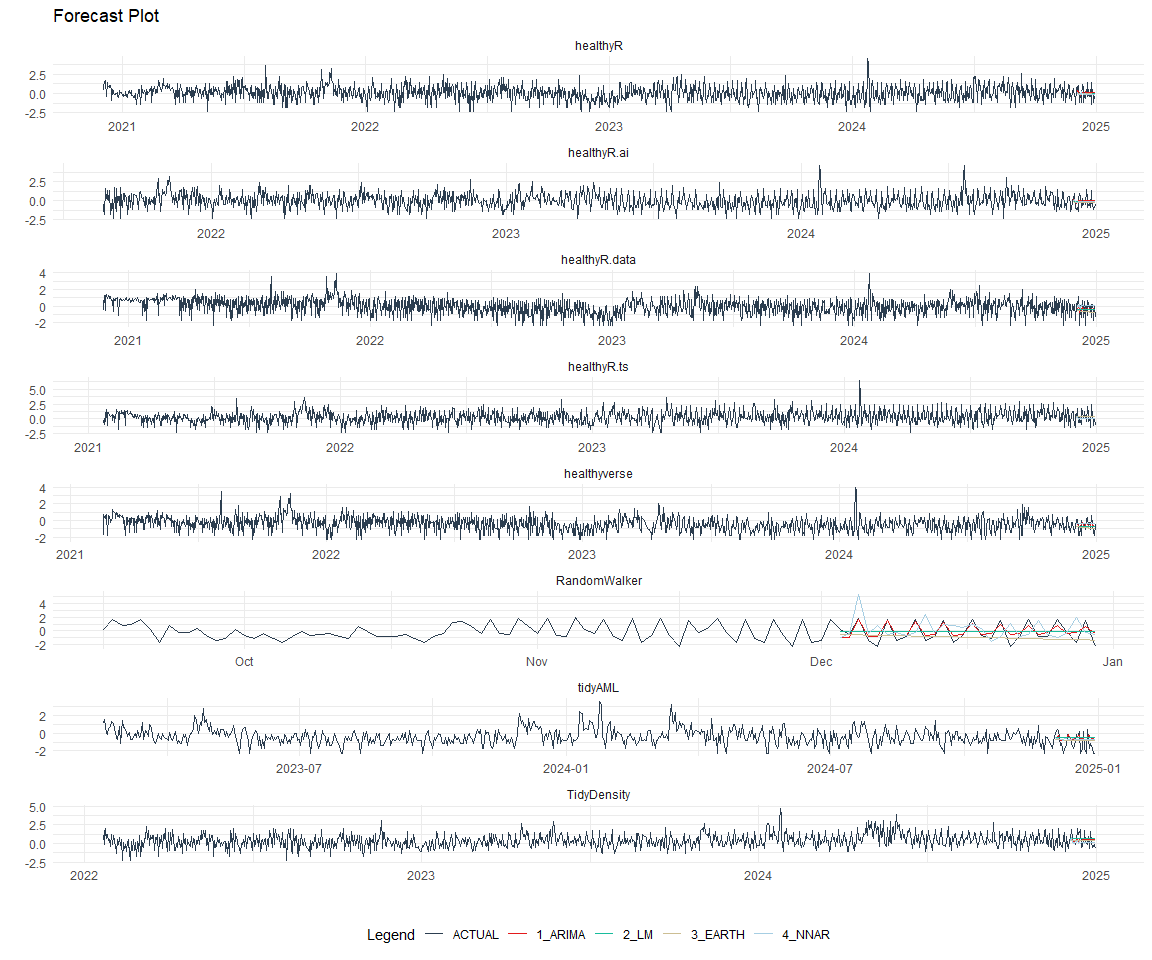 Forecast Plot
healthyR
2.5
0.0
-2.5
2021 2022 2023 2024 2025
healthyR.ai
2.5
0.0
-2.5
2022 2023 2024 2025
healthyR.data
4
2
0
-2
2021 2022 2023 2024 2025
healthyR.ts
5.0
2.5
0.0
-2.5
2021 2022 2023 2024 2025
healthyverse
4
2
0
-2
2021 2022 2023 2024 2025
RandomWalker
4
2
0
-2
Oct Nov Dec Jan
tidyAML
2
0
-2
2023-07 2024-01 2024-07 2025-01
TidyDensity
5.0
2.5
0.0
-2.5
2022 2023 2024 2025
Legend ACTUAL 1_ARIMA 2_LM 3_EARTH 4_NNAR